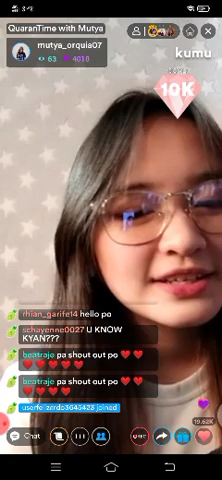 QuaranTime with Mutya
mutya_orquia07
63 4010
kumu
10K
rhian_garife14 hello po
schayenne0027 U KNOW
KYAN???
beatraje pa shout out po ❤️ ❤️
❤️ ❤️ ❤️ ❤️ ❤️
beatraje pa shout out po ❤️ ❤️
❤️ ❤️ ❤️ ❤️ ❤️
joined
19.62K
Chat